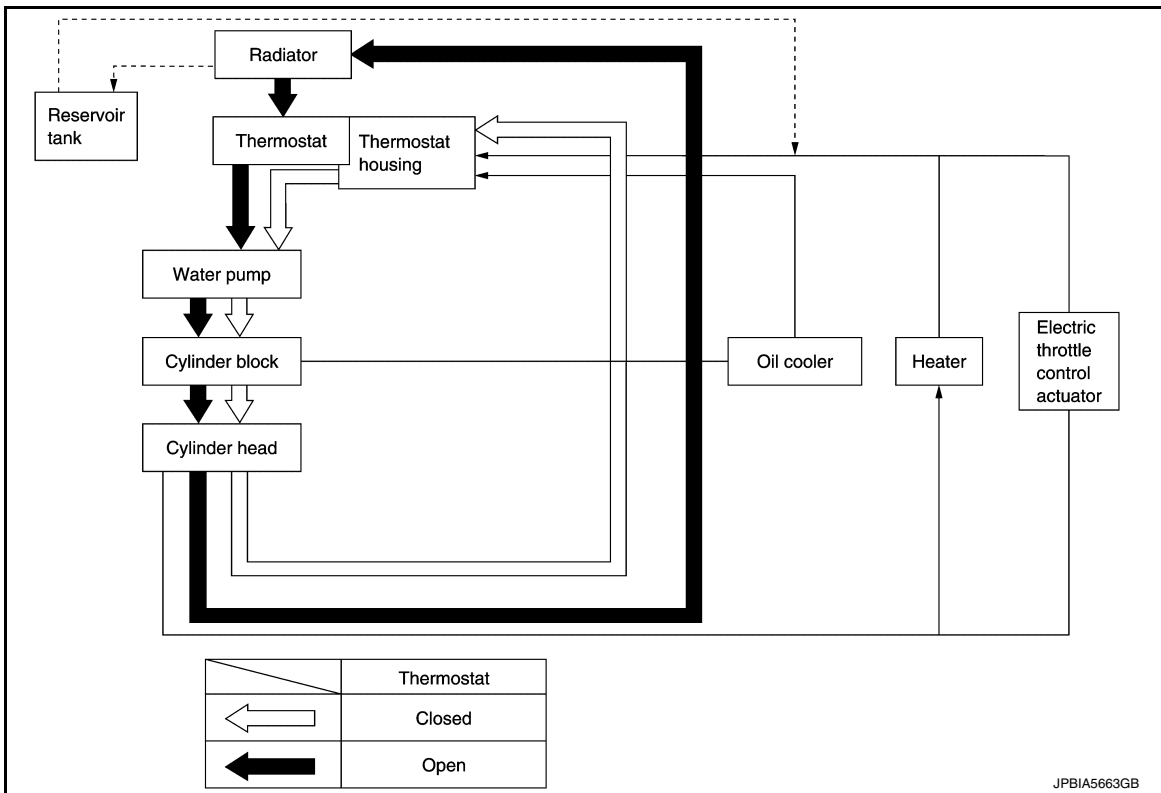 Radiator
Reservoir
tank
Thermostat
Thermostat
housing
Water pump
Cylinder block
Oil cooler
Heater
Electric
throttle
control
actuator
Cylinder head
Thermostat
Closed
Open
JPBIA5663GB